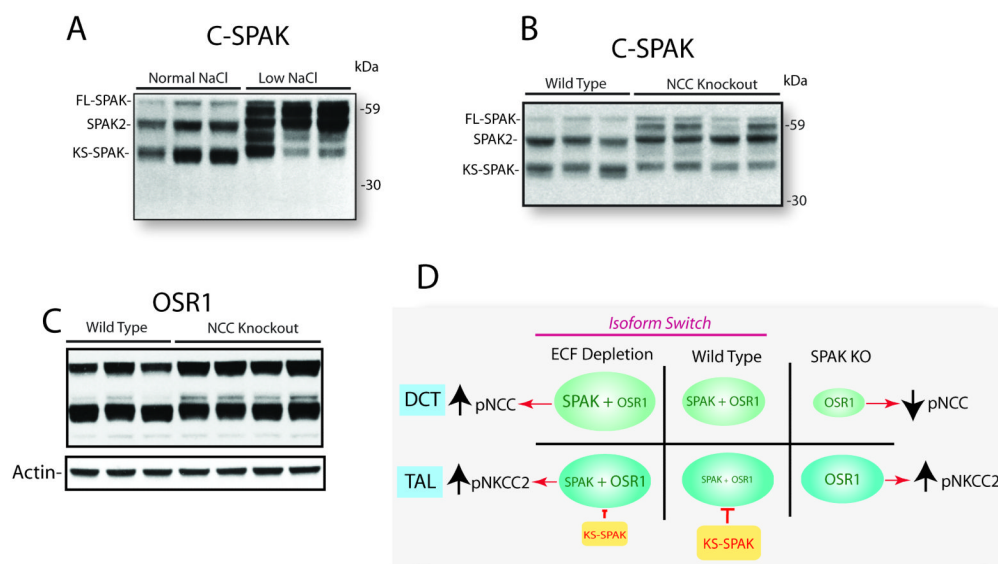 A
C-SPAK
Normal NaCl Low NaCl kDa
FL-SPAK-
-59
SPAK2-
KS-SPAK-
-30
B
C-SPAK
Wild Type NCC Knockout kDa
FL-SPAK-
-59
SPAK2-
KS-SPAK-
-30
C
OSR1
Wild Type NCC Knockout
Actin-
D
Isoform Switch
ECF Depletion Wild Type SPAK KO
DCT pNCC SPAK + OSR1 SPAK + OSR1 OSR1 pNCC
TAL pNKCC2 SPAK + OSR1 SPAK + OSR1 OSR1 pNKCC2
KS-SPAK KS-SPAK